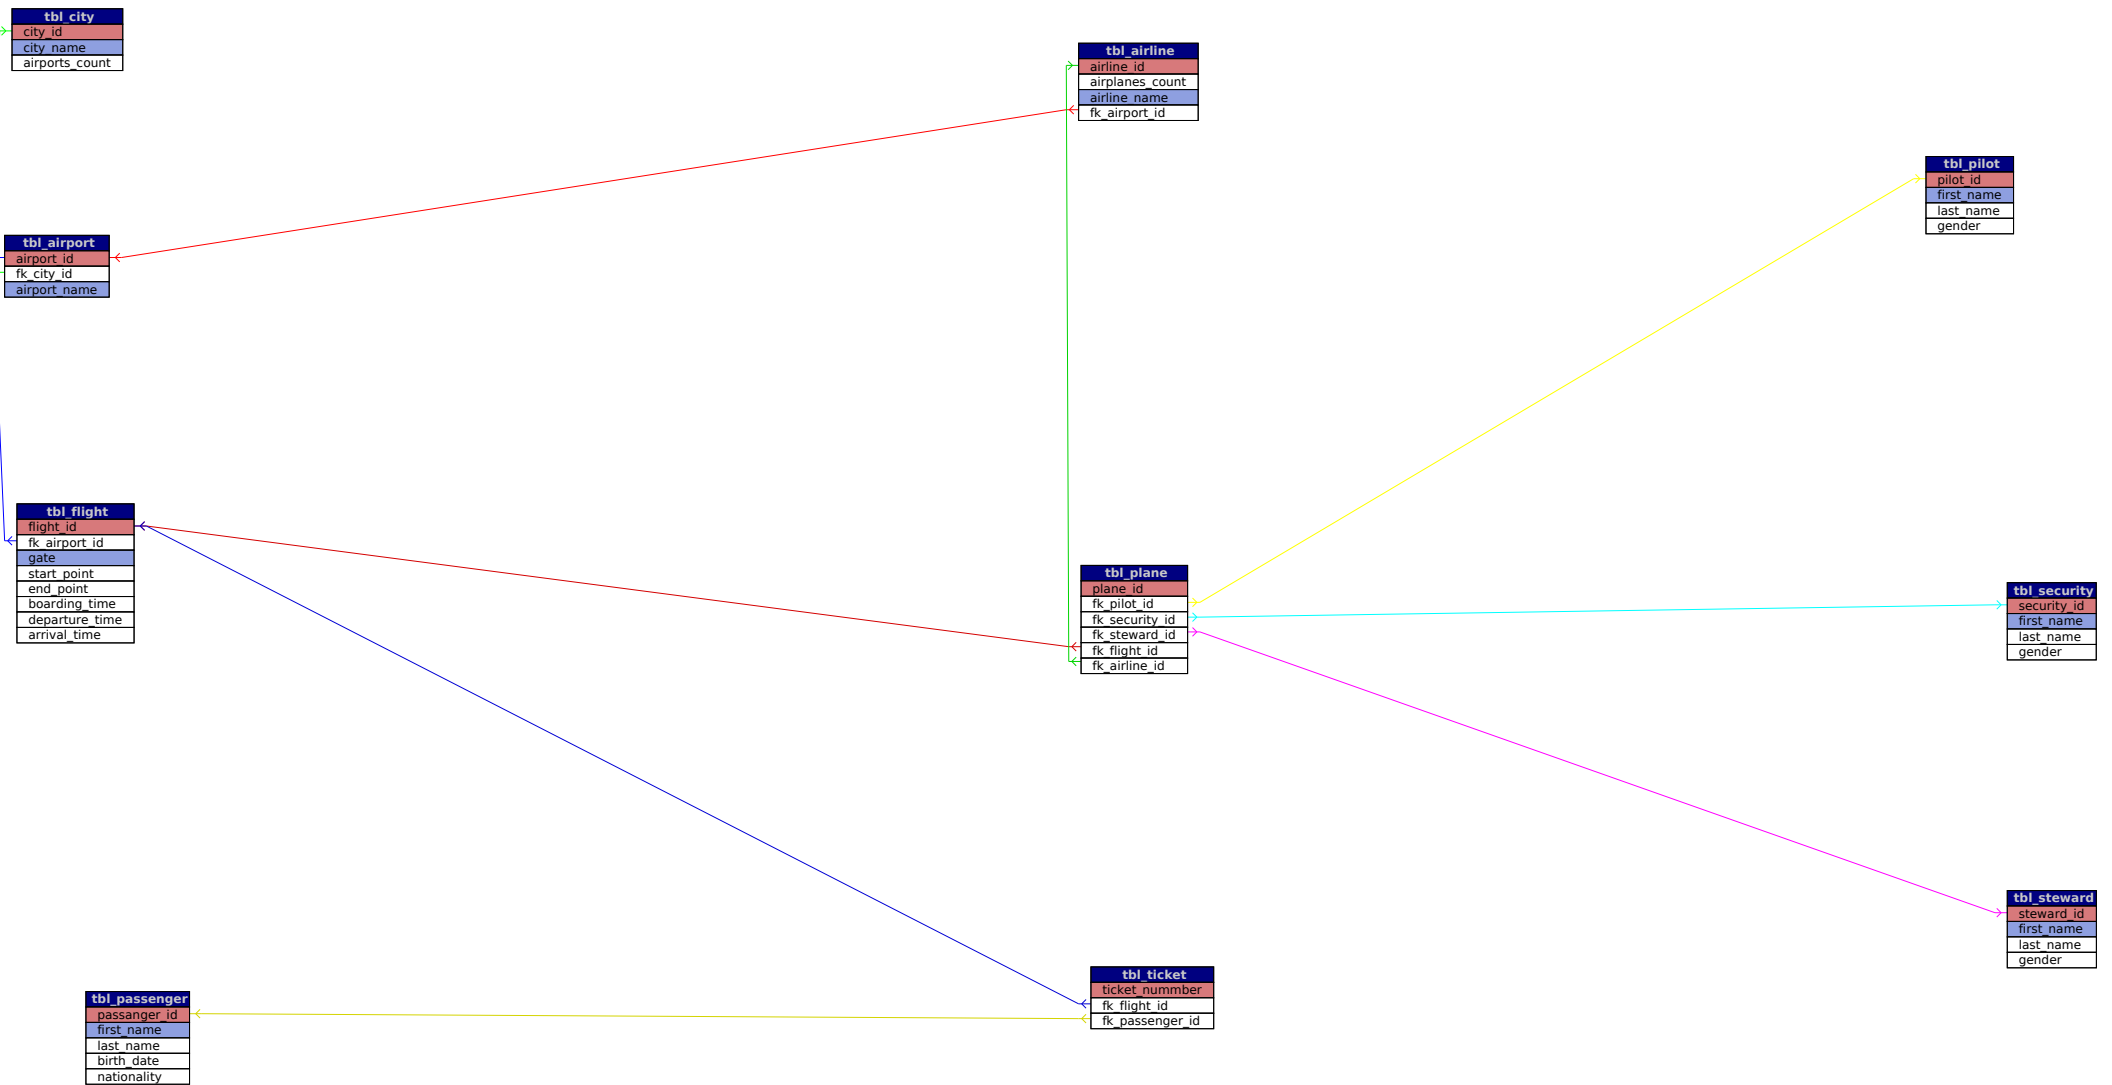 tbl_city
city_id
city_name
airports_count
tbl_airline
airline_id
airplanes_count
airline_name
fk_airport_id
tbl_pilot
pilot_id
first_name
last_name
gender
tbl_airport
airport_id
fk_city_id
airport_name
tbl_flight
flight_id
fk_airport_id
gate
start_point
end_point
boarding_time
departure_time
arrival_time
tbl_plane
plane_id
fk_pilot_id
fk_security_id
fk_steward_id
fk_flight_id
fk_airline_id
tbl_security
security_id
first_name
last_name
gender
tbl_steward
steward_id
first_name
last_name
gender
tbl_ticket
ticket_nummber
fk_flight_id
fk_passenger_id
tbl_passenger
passanger_id
first_name
last_name
birth_date
nationality